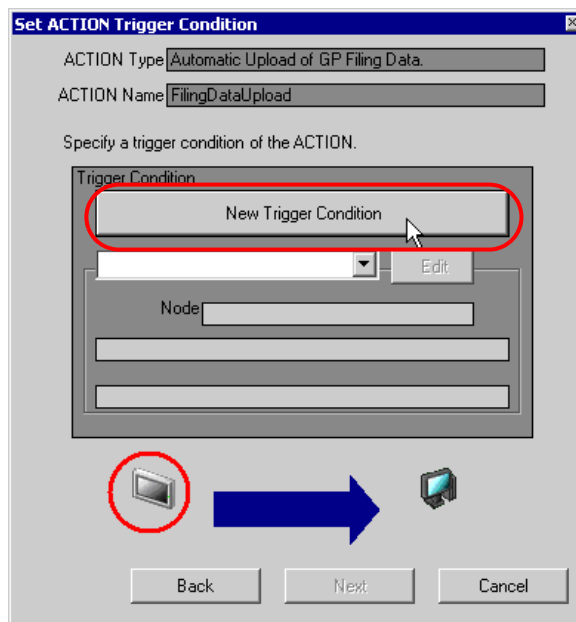 Set ACTION Trigger Condition
ACTION Type Automatic Upload of GP Filing Data.
ACTION Name FilingDataUpload
Specify a trigger condition of the ACTION.
Trigger Condition
New Trigger Condition
Edit
Node
Back Next Cancel